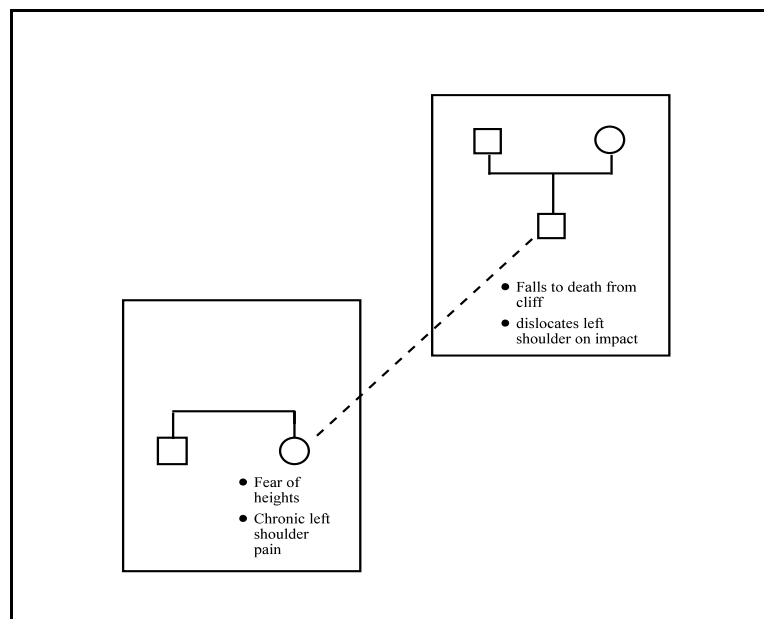 ● Falls to death from
cliff
● dislocates left
shoulder on impact
● Fear of
heights
● Chronic left
shoulder
pain